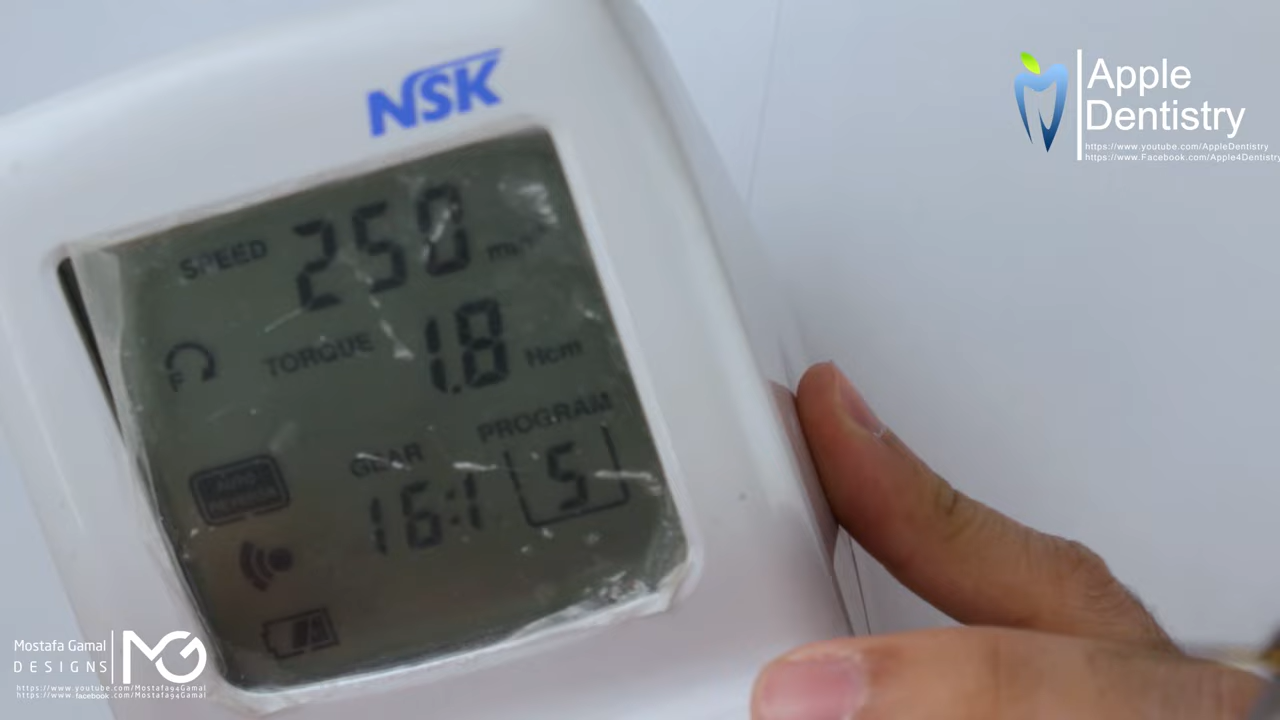 NSK
SPEED 250
F TORQUE 1.8 Ncm
PROGRAM
GEAR
16:1 5
Apple
Dentistry
https://www.youtube.com/AppleDentistry
https://www.Facebook.com/Apple4Dentistry
Mostafa Gamal
DESIGNS
MG
https://www.youtube.com/Mostafa94Gamal
https://www.facebook.com/Mostafa94Gamal